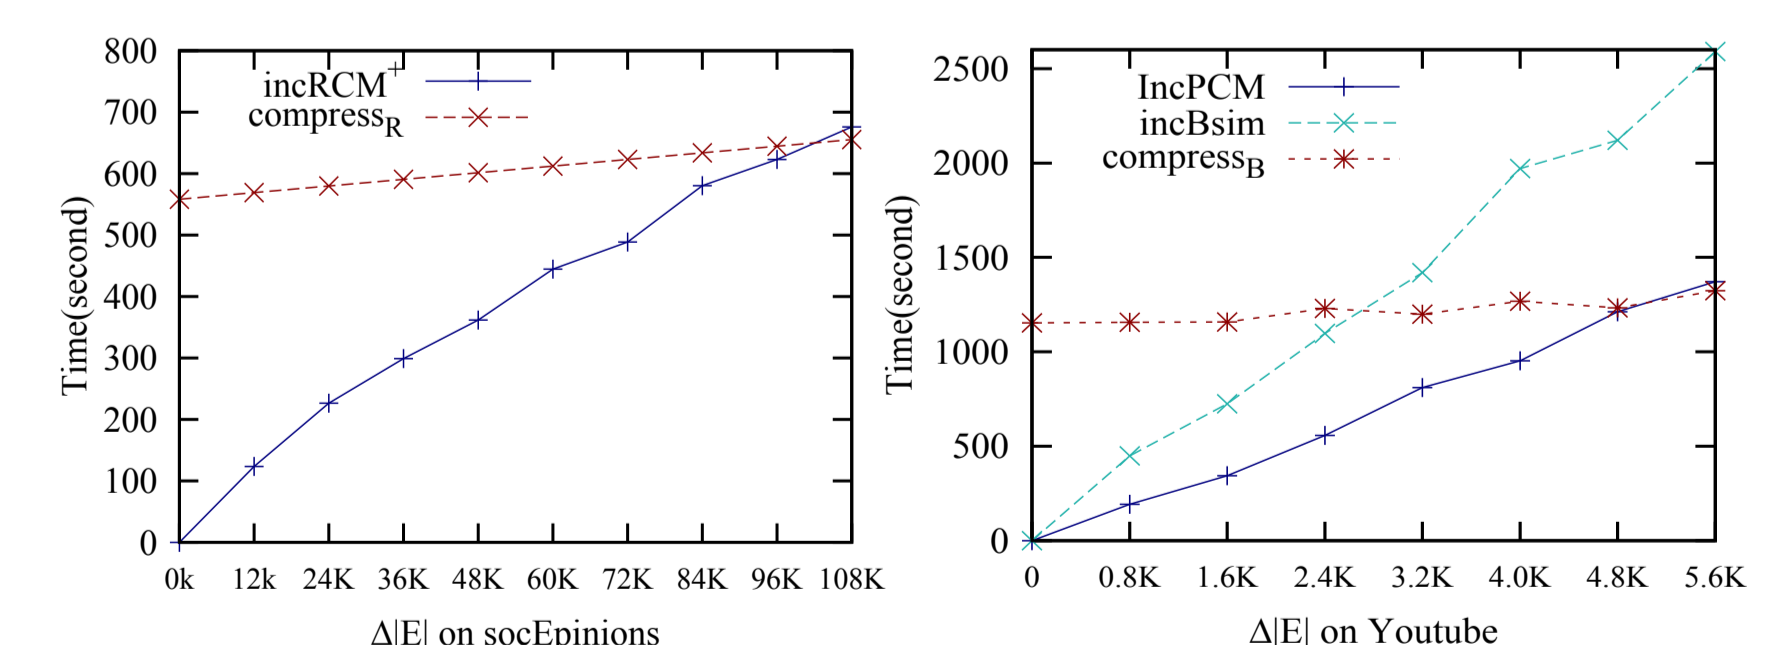 800
700
600
500
400
300
200
100
0
Time(second)
incRCM+
compressR
0k 12k 24K 36K 48K 60K 72K 84K 96K 108K
Δ|E| on socEpinions
2500
2000
1500
1000
500
0
Time(second)
IncPCM
incBsim
compressB
0 0.8K 1.6K 2.4K 3.2K 4.0K 4.8K 5.6K
Δ|E| on Youtube